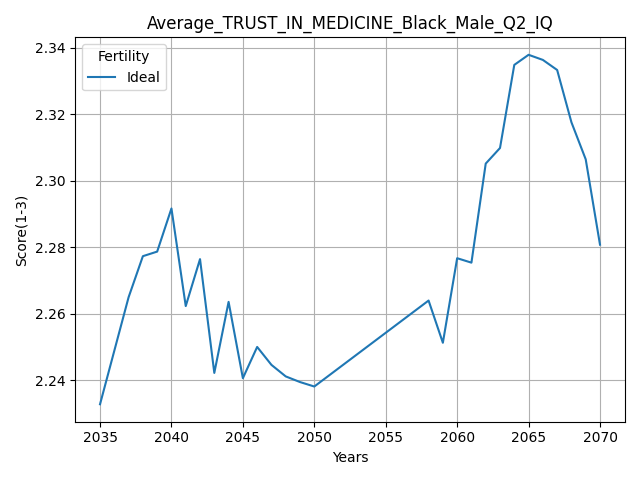 Average_TRUST_IN_MEDICINE_Black_Male_Q2_IQ
Fertility
Ideal
Score(1-3)
2.34
2.32
2.30
2.28
2.26
2.24
2035 2040 2045 2050 2055 2060 2065 2070
Years